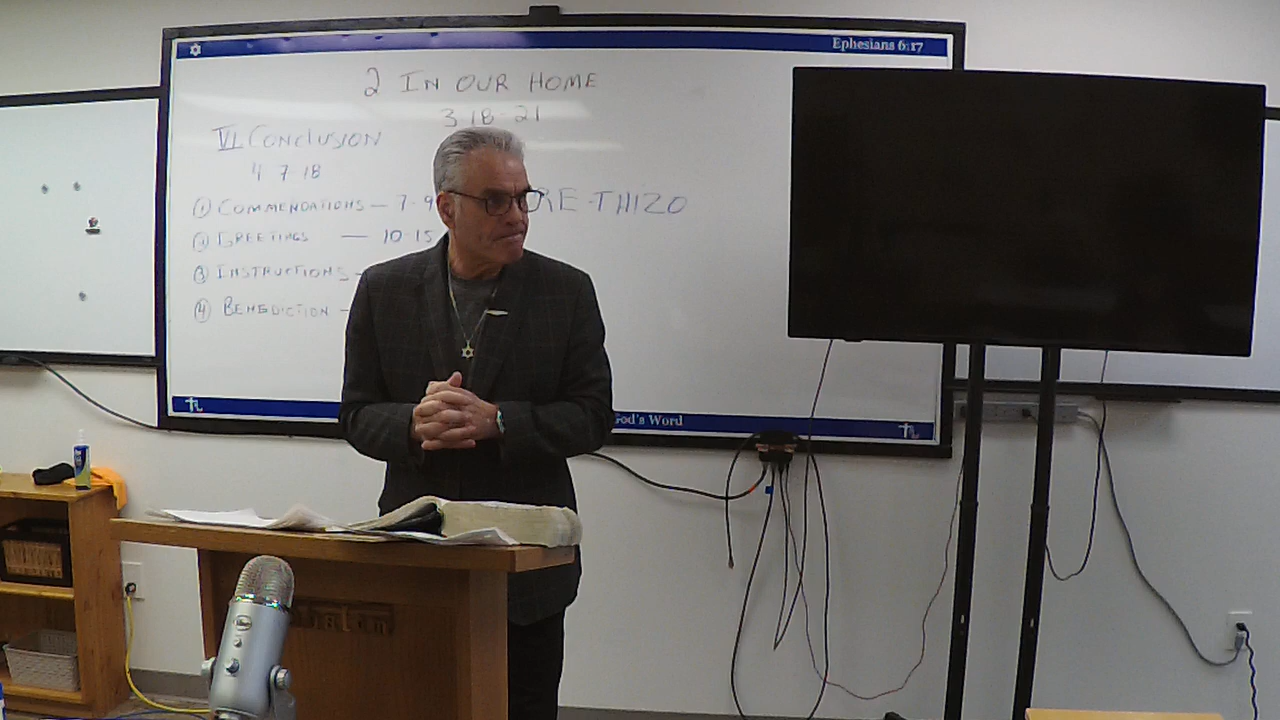 Ephesians 6:17
2 IN OUR HOME
3 18-21
VI CONCLUSION
4 7-18
① COMMENDATIONS — 7-9
RE-THIZO
② GREETINGS — 10-15
③ INSTRUCTIONS -
④ BENEDICTION -
God's Word